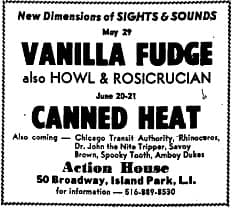 New Dimensions of SIGHTS & SOUNDS
May 29
VANILLA FUDGE
also HOWL & ROSICRUCIAN
June 20-21
CANNED HEAT
Also coming — Chicago Transit Authority, Rhinoceros,
Dr. John the Nite Tripper, Savoy
Brown, Spooky Tooth, Amboy Dukes
Action House
50 Broadway, Island Park, L.I.
for information — 516-889-8530